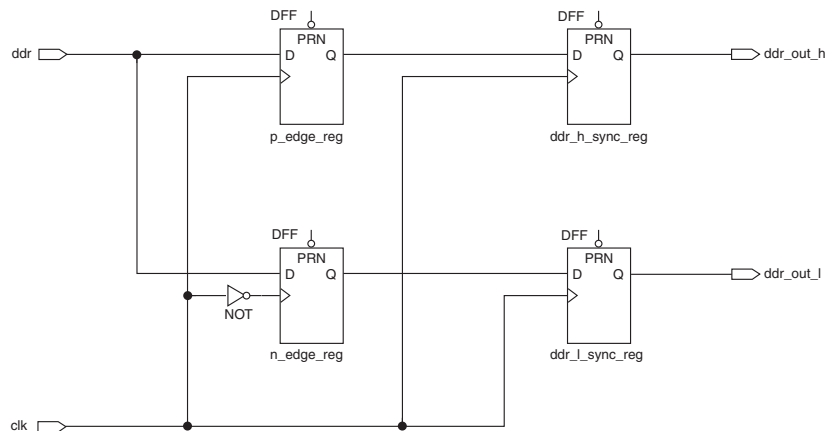 DFF DFF
PRN PRN
ddr D Q D Q ddr_out_h
p_edge_reg ddr_h_sync_reg
DFF DFF
PRN PRN
D Q D Q ddr_out_l
NOT
n_edge_reg ddr_l_sync_reg
clk